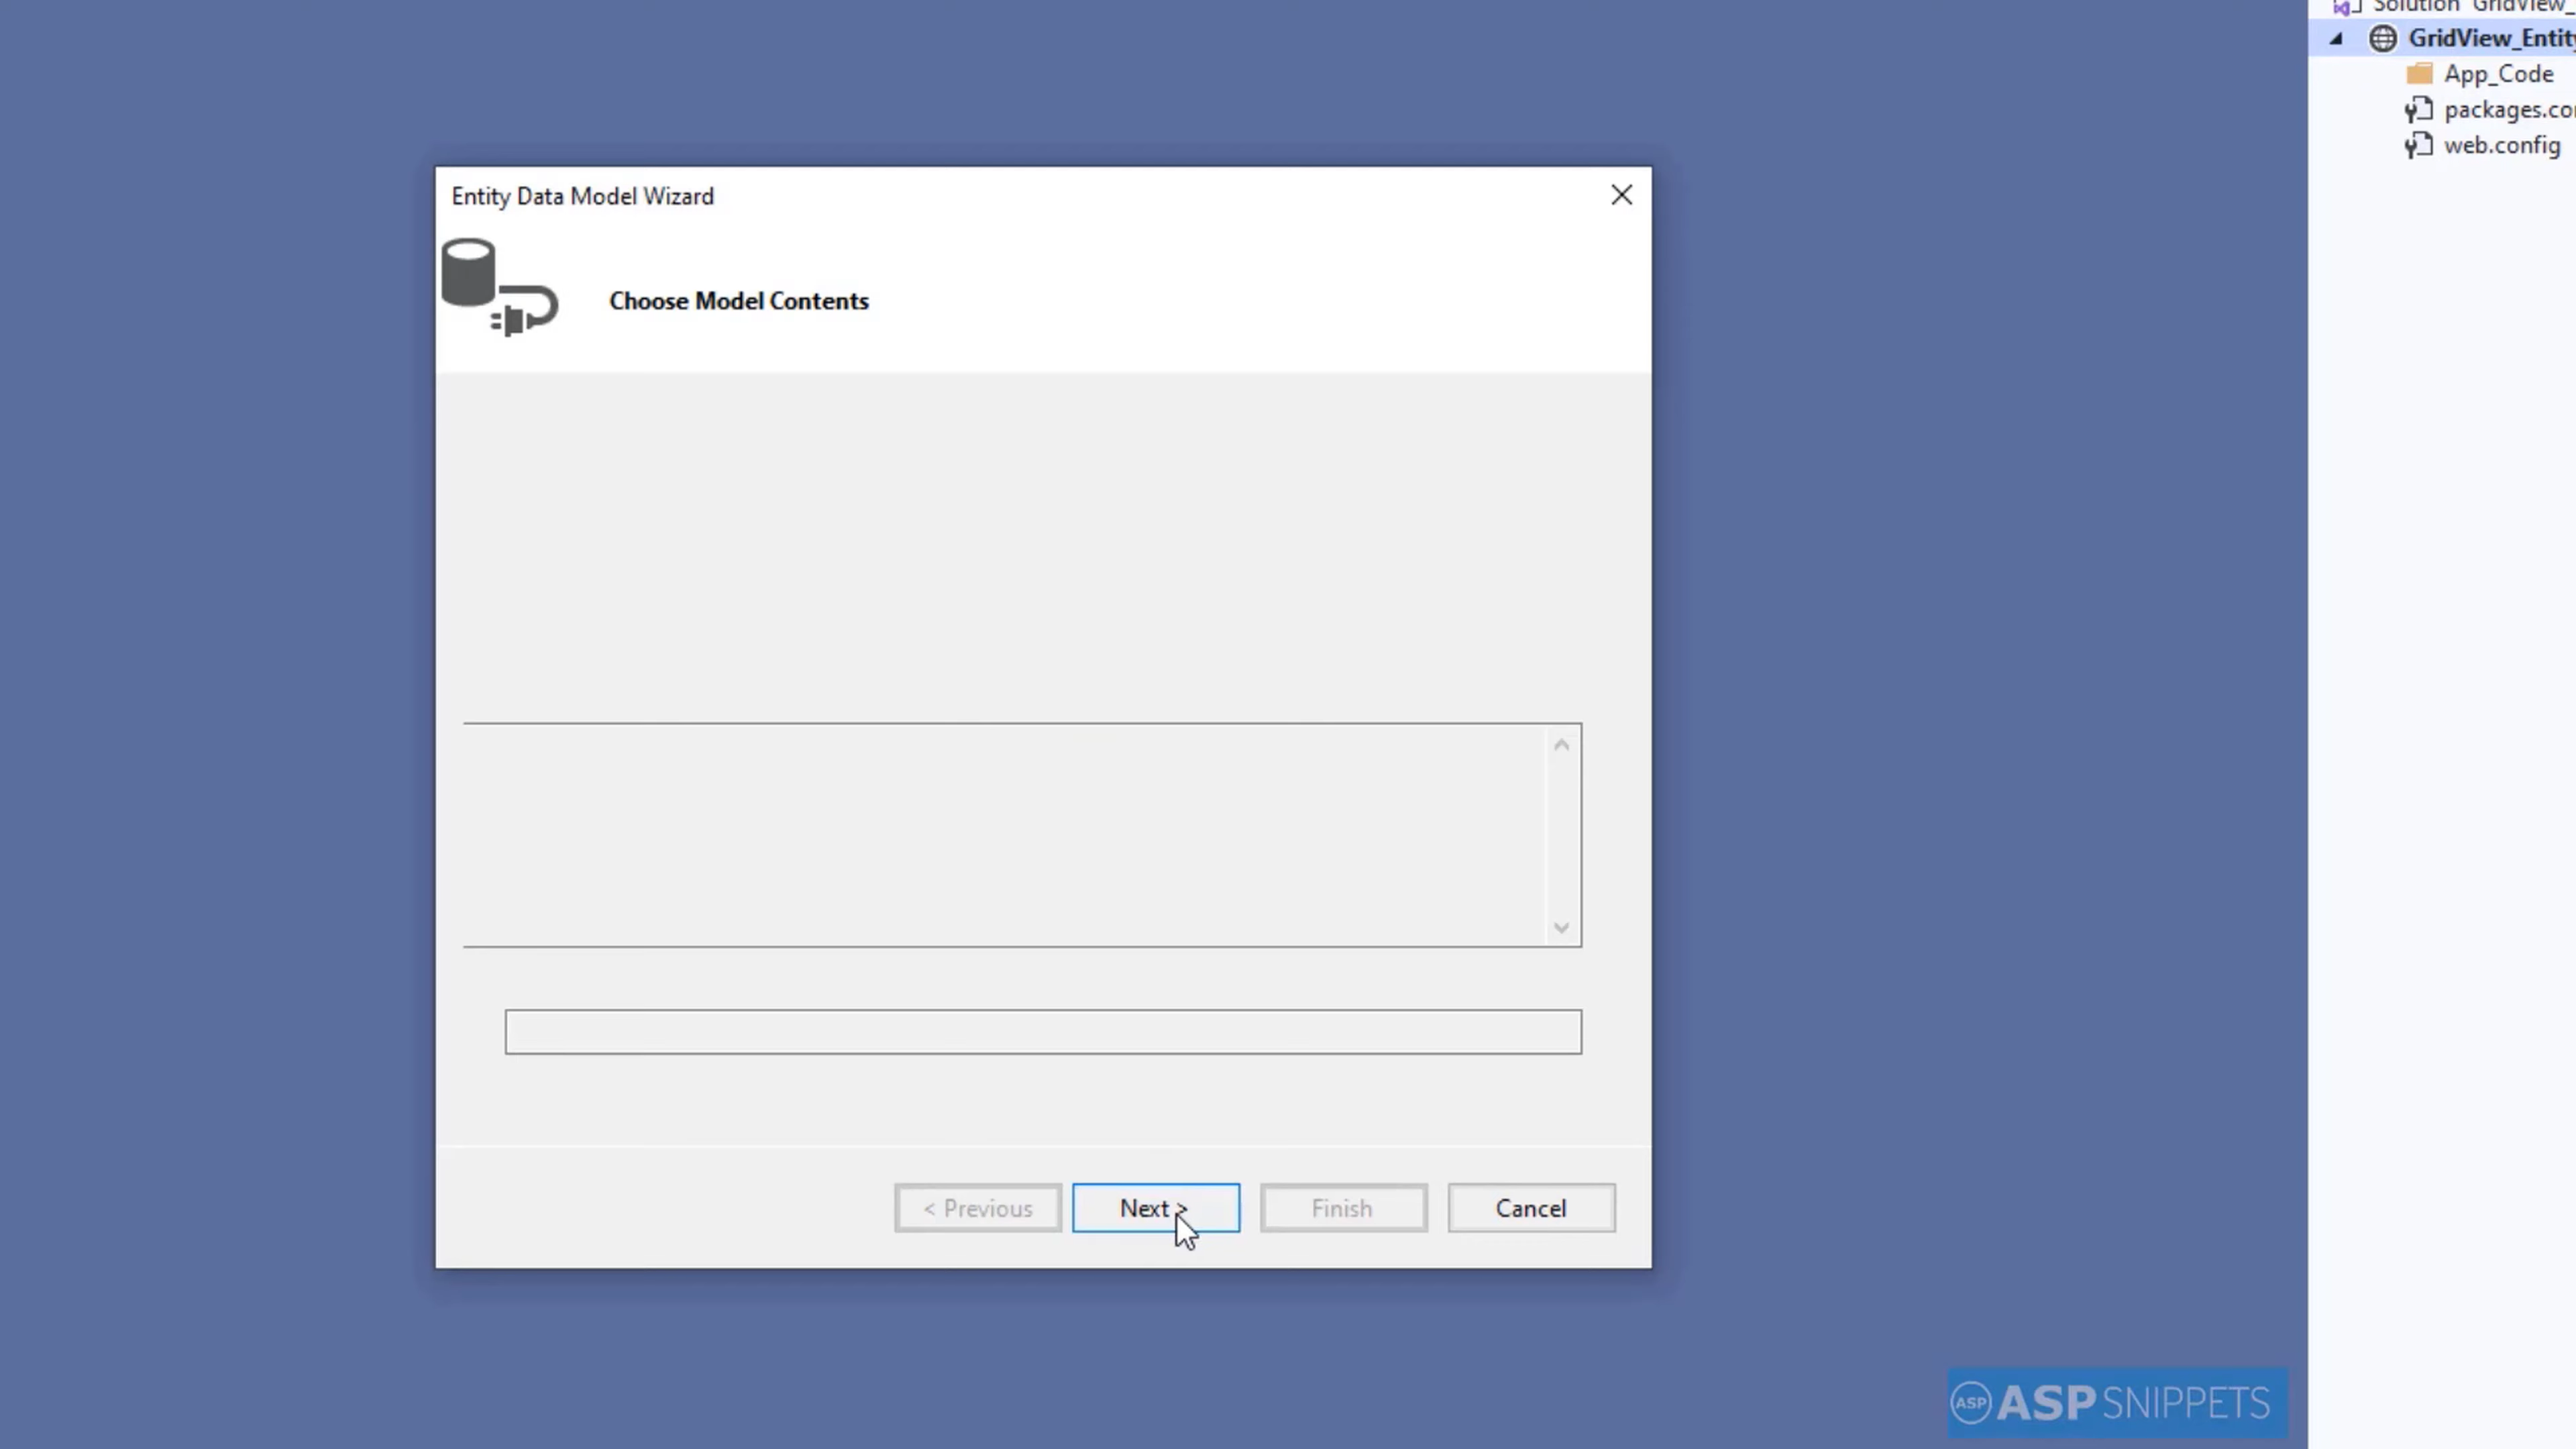 Solution GridView_
GridView_Entity
App_Code
packages.con
web.config
Entity Data Model Wizard
Choose Model Contents
< Previous
Next >
Finish
Cancel
ASP ASPSNIPPETS